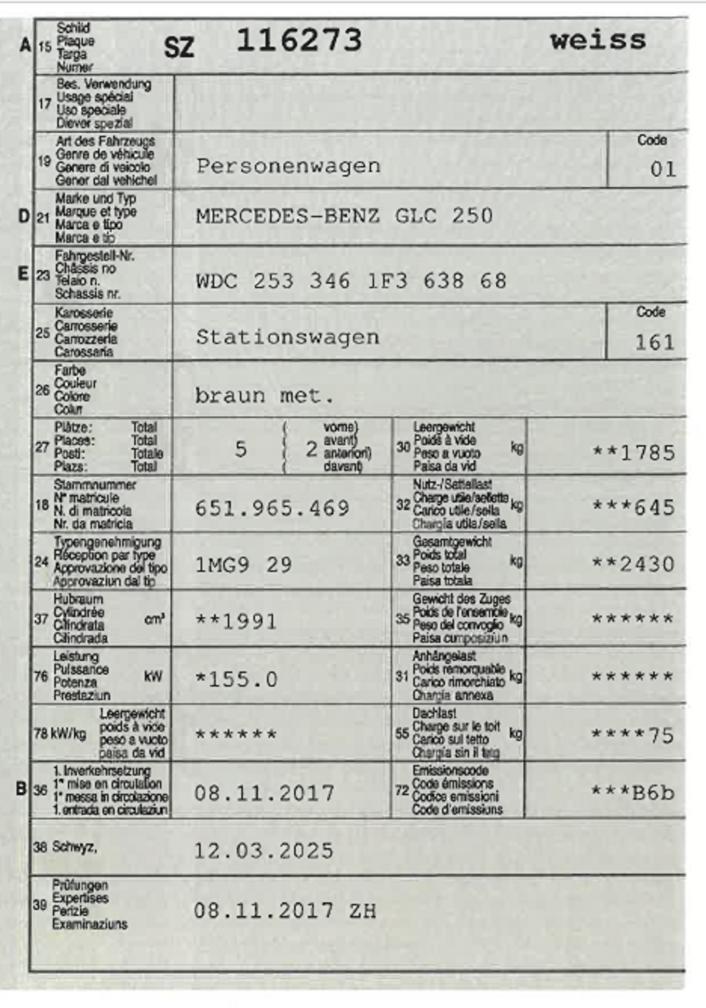 A 15 Schild SZ 116273 weiss
Plaque
Targa
Numer
17 Bes. Verwendung
Usage spécial
Uso speciale
Diever spezial
19 Art des Fahrzeugs Personenwagen Code 01
Genre de véhicule
Genere di veicolo
Gener dal vehichel
D 21 Marke und Typ MERCEDES-BENZ GLC 250
Marque et type
Marca e tipo
Marca e tip
E 23 Fahrgestell-Nr. WDC 253 346 1F3 638 68
Châssis no
Telaio n.
Schassis nr.
25 Karosserie Stationswagen Code 161
Carrosserie
Carrozzeria
Carossaria
26 Farbe braun met.
Couleur
Colore
Colur
27 Plätze: Total 5 ( 2 vorne)
Places: Total ( avant)
Posti: Totale ( anteriori)
Plazs: Total ( davant)
30 Leergewicht kg **1785
Poids à vide
Peso a vuoto
Paisa da vid
18 Stammnummer 651.965.469
N° matricule
N. di matricola
Nr. da matricla
32 Nutz-/Sattellast kg ***645
Charge utile/sellette
Carico utile/sella
Chargia utila/sella
24 Typengenehmigung 1MG9 29
Réception par type
Approvazione del tipo
Approvaziun dal tip
33 Gesamtgewicht kg **2430
Poids total
Peso totale
Paisa totala
37 Hubraum cm³ **1991
Cylindrée
Cilindrata
Cilindrada
35 Gewicht des Zuges kg ******
Poids de l'ensemble
Peso del convoglio
Paisa cumposiziun
76 Leistung kW *155.0
Puissance
Potenza
Prestaziun
31 Anhängelast kg ******
Poids remorquable
Carico rimorchiato
Chargia annexa
78 kW/kg Leergewicht ******
poids à vide
peso a vuoto
paisa da vid
55 Dachlast kg ****75
Charge sur le toit
Carico sul tetto
Chargia sin il tetg
B 36 1. Inverkehrsetzung 08.11.2017
1° mise en circulation
1° messa in circolazione
1. entrada en circulaziun
72 Emissionscode ***B6b
Code émissions
Codice emissioni
Code d'emissiuns
38 Schwyz, 12.03.2025
39 Prüfungen 08.11.2017 ZH
Expertises
Perizie
Examinaziuns